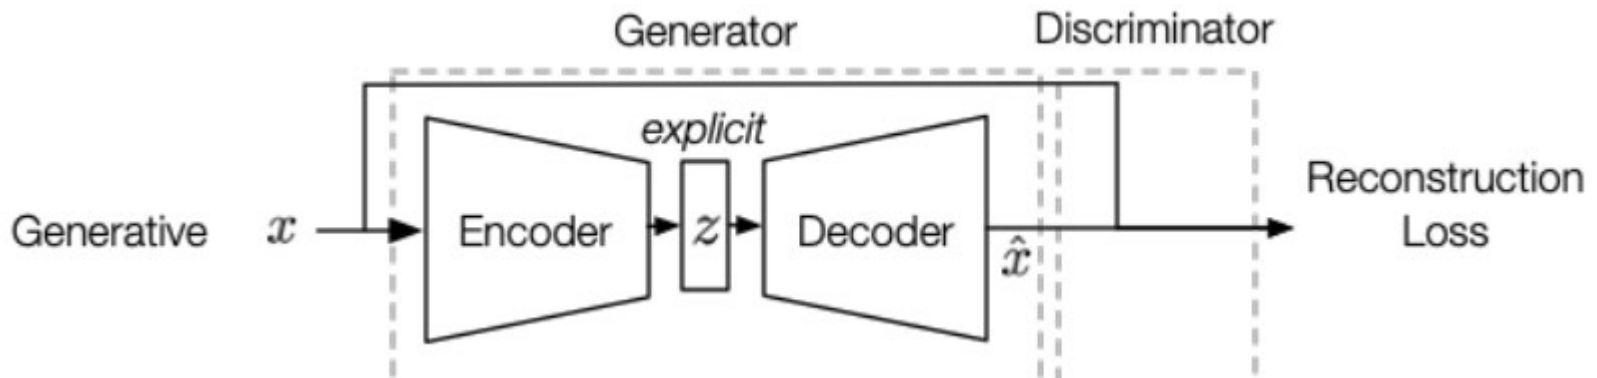 Generator
Discriminator
explicit
Generative
x
Encoder
z
Decoder
x̂
Reconstruction
Loss